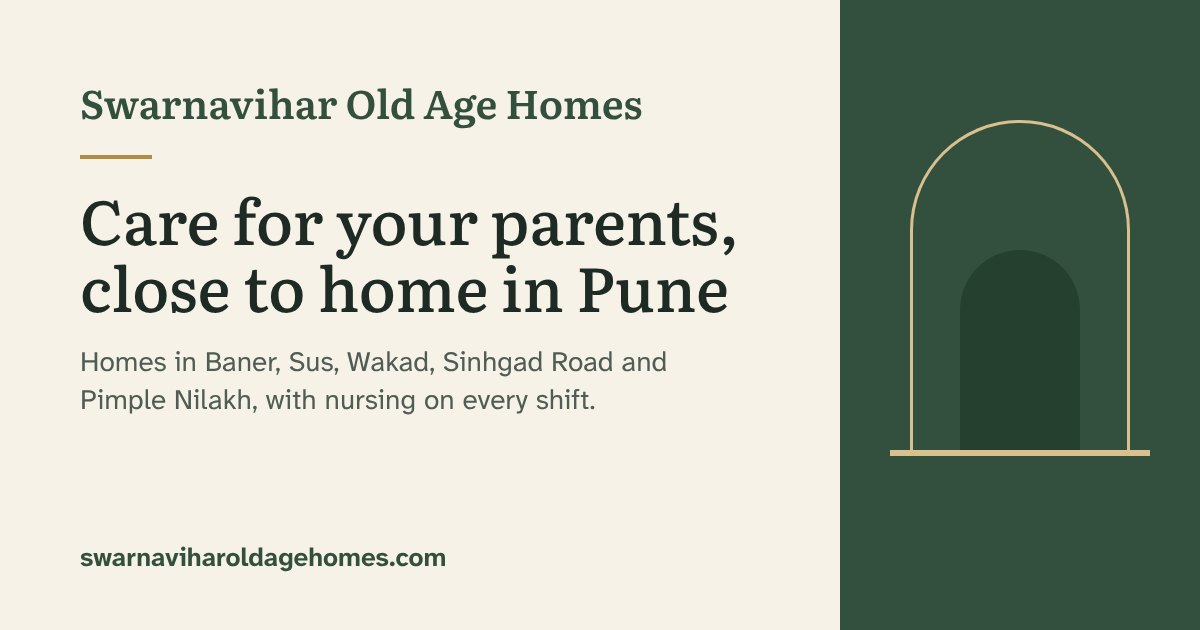 Swarnavihar Old Age Homes
Care for your parents,
close to home in Pune
Homes in Baner, Sus, Wakad, Sinhgad Road and
Pimple Nilakh, with nursing on every shift.
swarnaviharoldagehomes.com